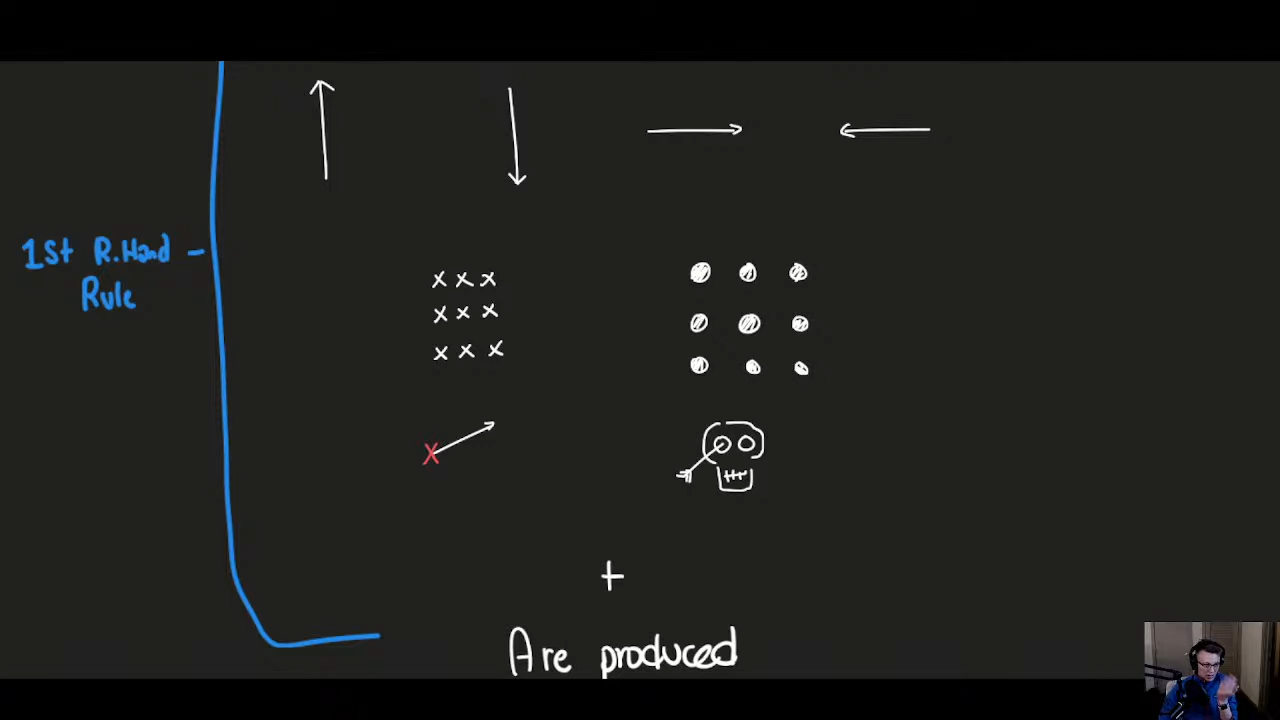 1st R.Hand -
Rule
x x x
x x x
x x x
X
+
Are produced